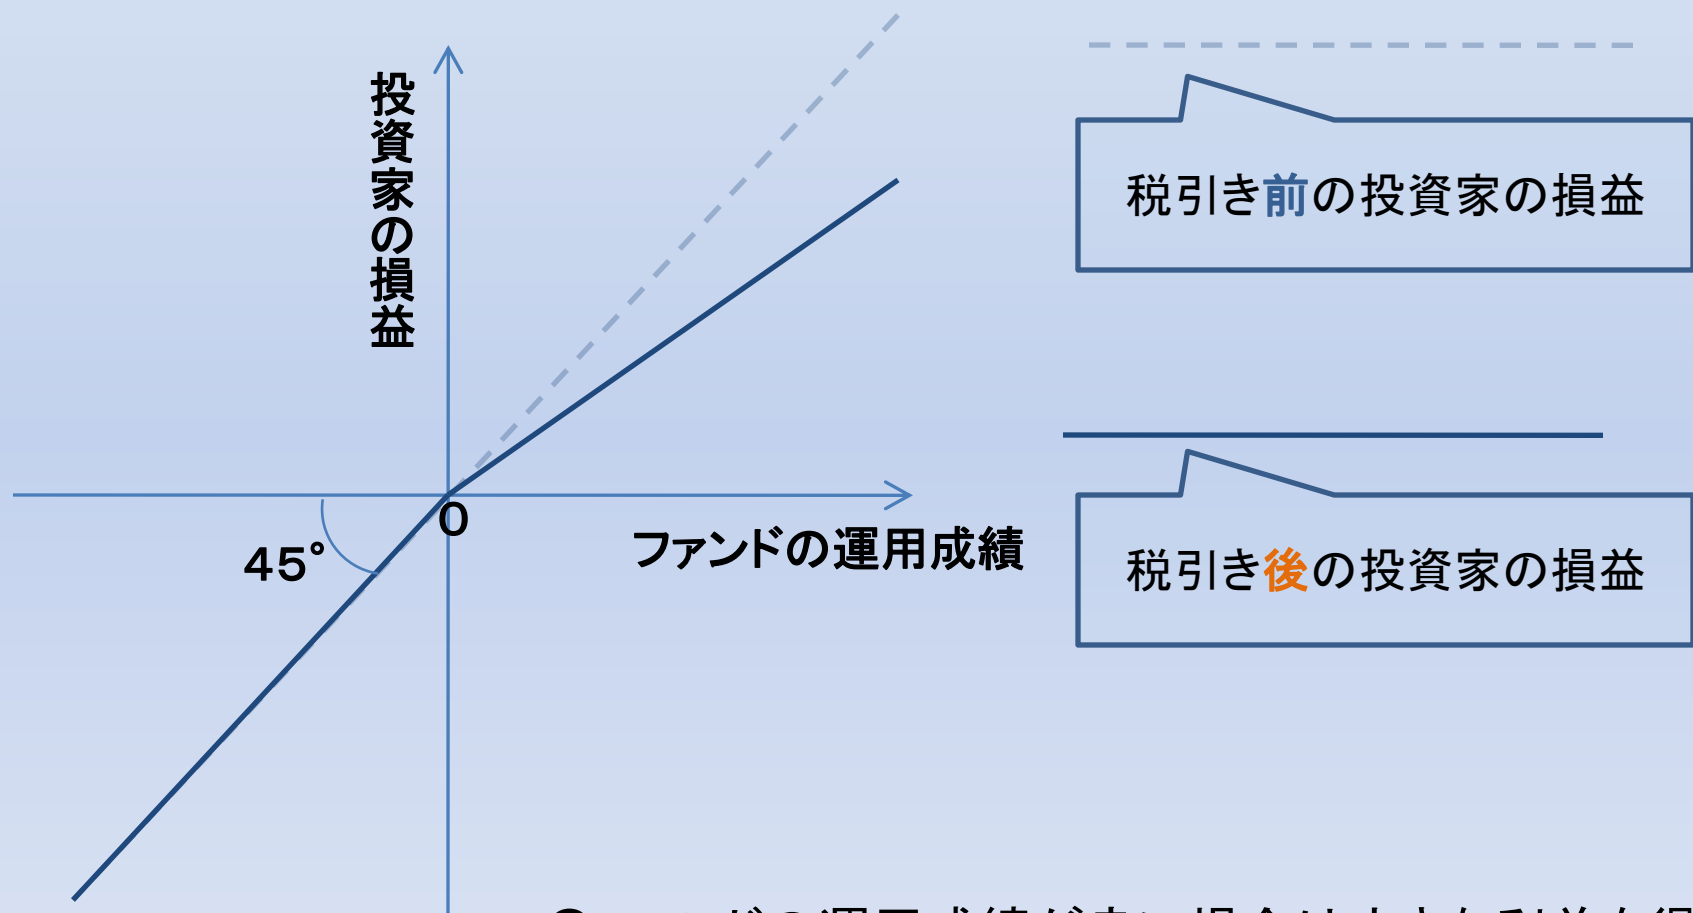 投資家の損益
税引き前の投資家の損益
0
45°
ファンドの運用成績
税引き後の投資家の損益